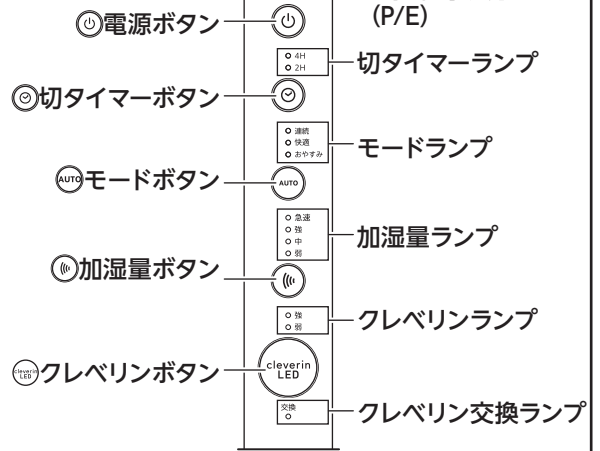 (P/E)
電源ボタン
4H
2H
切タイマーランプ
切タイマーボタン
連続
快適
おやすみ
モードランプ
AUTO モードボタン
AUTO
急速
強
中
弱
加湿量ランプ
加湿量ボタン
強
弱
クレベリンランプ
cleverin
LED
クレベリンボタン
cleverin
LED
交換
クレベリン交換ランプ